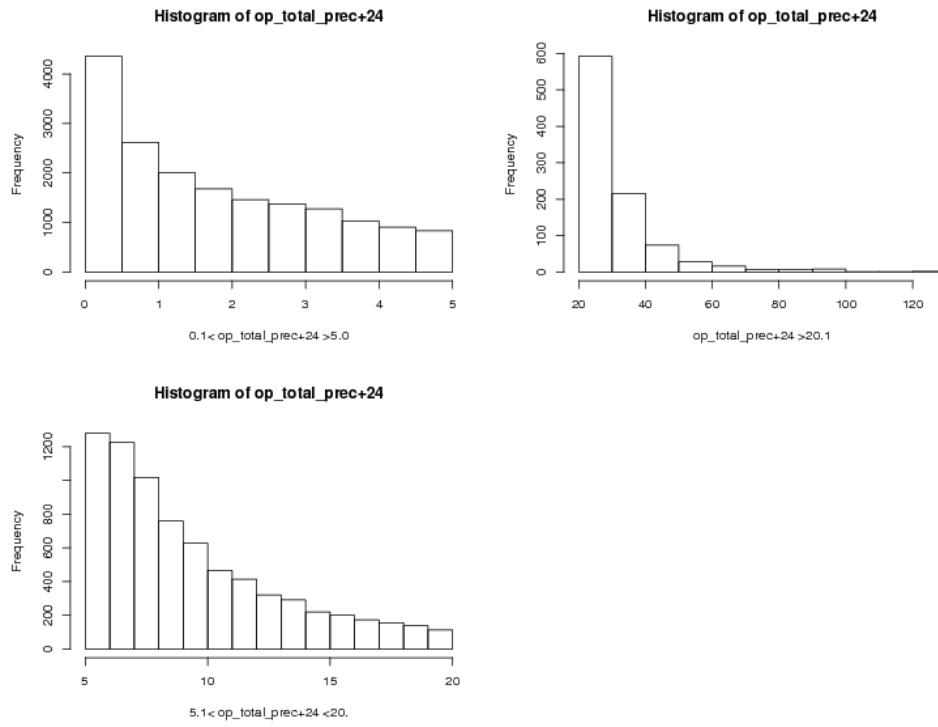 Histogram of op_total_prec+24
Frequency
4000
3000
2000
1000
0
0 1 2 3 4 5
0.1< op_total_prec+24 >5.0
Histogram of op_total_prec+24
Frequency
600
500
400
300
200
100
0
20 40 60 80 100 120
op_total_prec+24 >20.1
Histogram of op_total_prec+24
Frequency
1200
800
600
400
200
0
5 10 15 20
5.1< op_total_prec+24 <20.